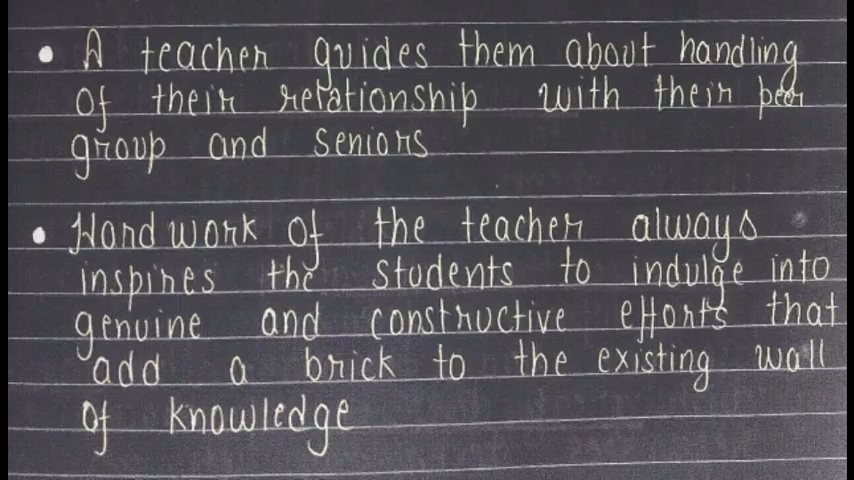 • A teacher guides them about handling
of their relationship with their peer
group and seniors
• Hard work of the teacher always
inspires the students to indulge into
genuine and constructive efforts that
add a brick to the existing wall
of knowledge